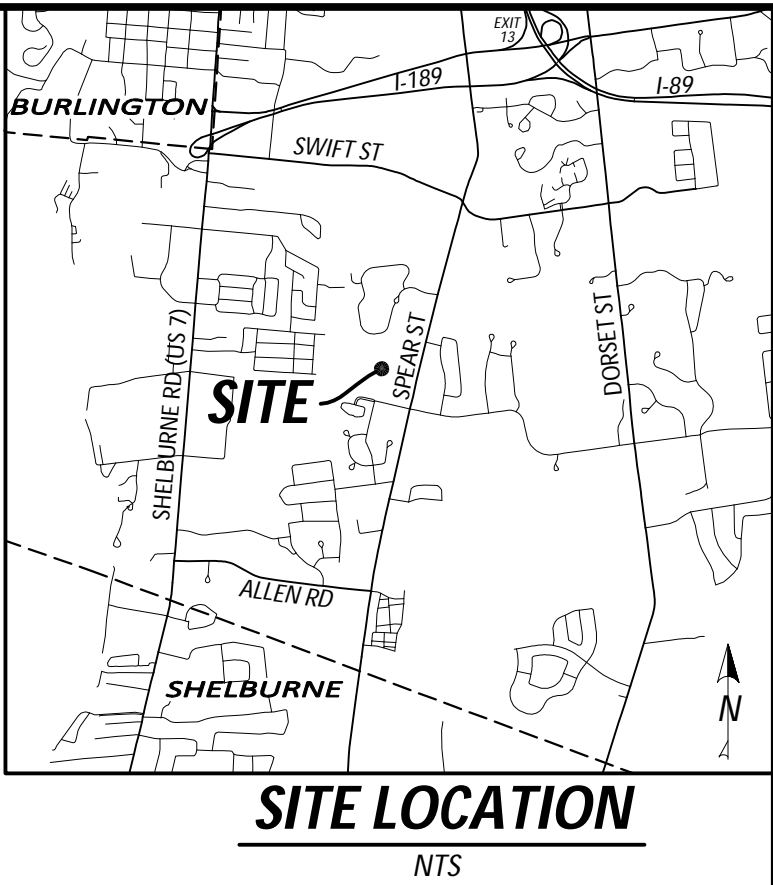 EXIT
13
I-189
I-89
BURLINGTON
SWIFT ST
SHELBURNE RD (US 7)
SPEAR ST
DORSET ST
SITE
ALLEN RD
SHELBURNE
N
SITE LOCATION
NTS